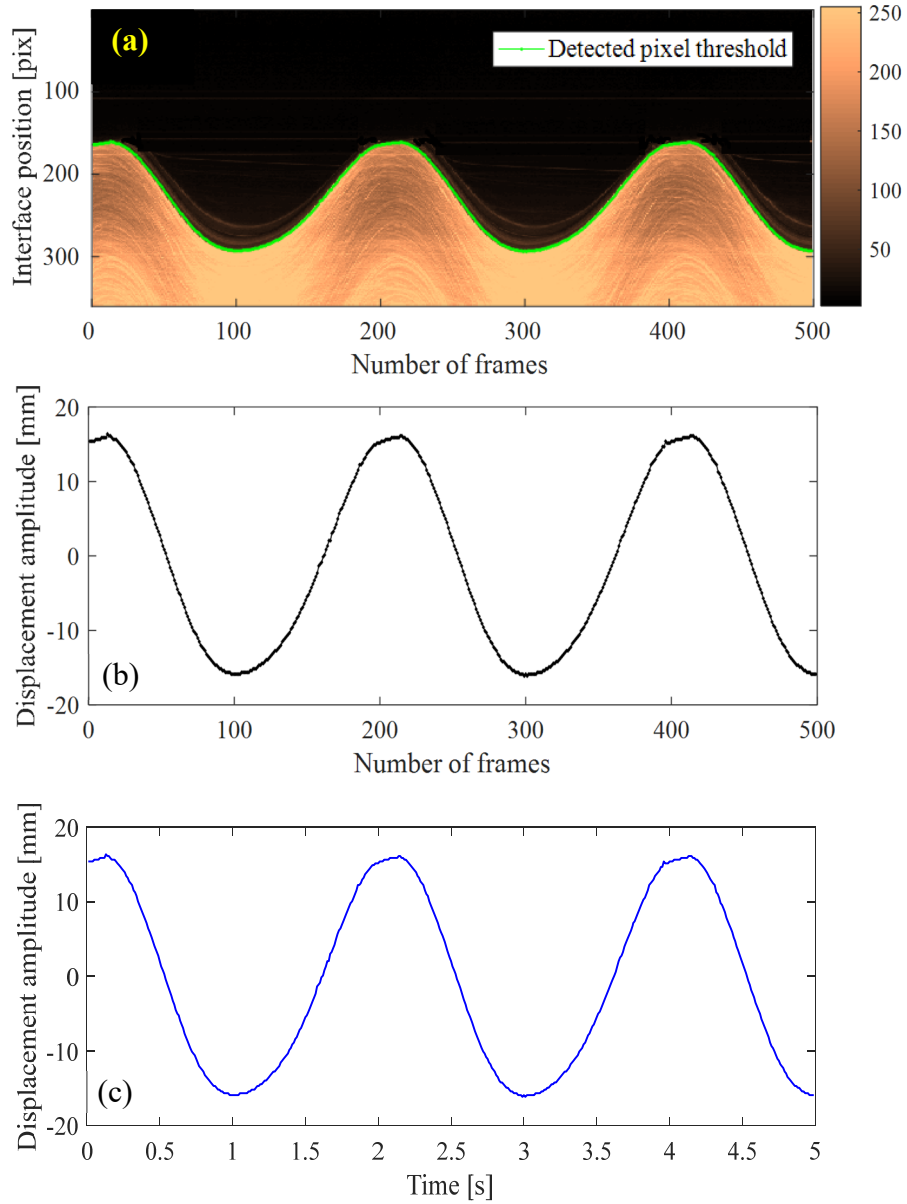 (a)
Detected pixel threshold
250
200
150
100
50
Interface position [pix]
100
200
300
0 100 200 300 400 500
Number of frames
Displacement amplitude [mm]
20
10
0
-10
-20
(b)
0 100 200 300 400 500
Number of frames
Displacement amplitude [mm]
20
10
0
-10
-20
(c)
0 0.5 1 1.5 2 2.5 3 3.5 4 4.5 5
Time [s]